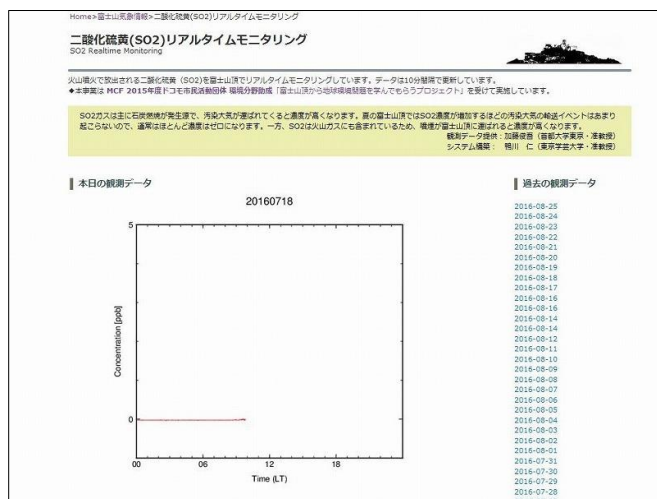 Home>富士山気象情報>二酸化硫黄(SO2)リアルタイムモニタリング
二酸化硫黄(SO2)リアルタイムモニタリング
SO2 Realtime Monitoring
火山噴火で放出される二酸化硫黄（SO2)を富士山頂でリアルタイムモニタリングしています。データは10分間隔で更新しています。
◆本事業は MCF 2015年度ドコモ市民活動団体 環境分野助成「富士山頂から地球環境問題を学んでもらうプロジェクト」を受けて実施しています。
SO2ガスは主に石炭燃焼が発生源で、汚染大気が運ばれてくると濃度が高くなります。夏の富士山頂ではSO2濃度が増加するほどの汚染大気の輸送イベントはあまり
起こらないので、通常はほとんど濃度はゼロになります。一方、SO2は火山ガスにも含まれているため、噴煙が富士山頂に運ばれると濃度が高くなります。
観測データ提供：加藤俊吾（首都大学東京・准教授）
システム構築： 鴨川 仁（東京学芸大学・准教授）
本日の観測データ
過去の観測データ
20160718
5
Concentration [ppb]
0
00 06 12 18
Time (LT)
2016-08-25
2016-08-24
2016-08-23
2016-08-22
2016-08-21
2016-08-20
2016-08-19
2016-08-18
2016-08-17
2016-08-16
2016-08-16
2016-08-14
2016-08-14
2016-08-12
2016-08-11
2016-08-10
2016-08-09
2016-08-08
2016-08-07
2016-08-06
2016-08-05
2016-08-04
2016-08-03
2016-08-02
2016-08-01
2016-07-31
2016-07-30
2016-07-29
2016-07-28